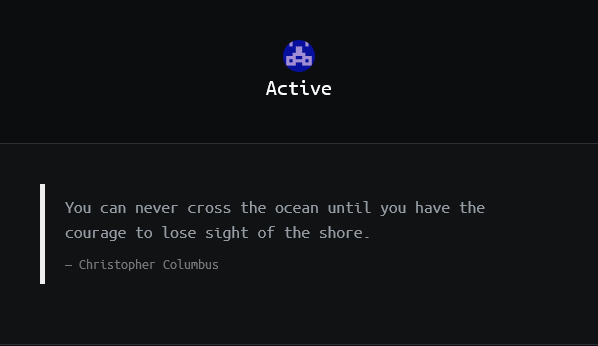 Active
You can never cross the ocean until you have the
courage to lose sight of the shore.
— Christopher Columbus